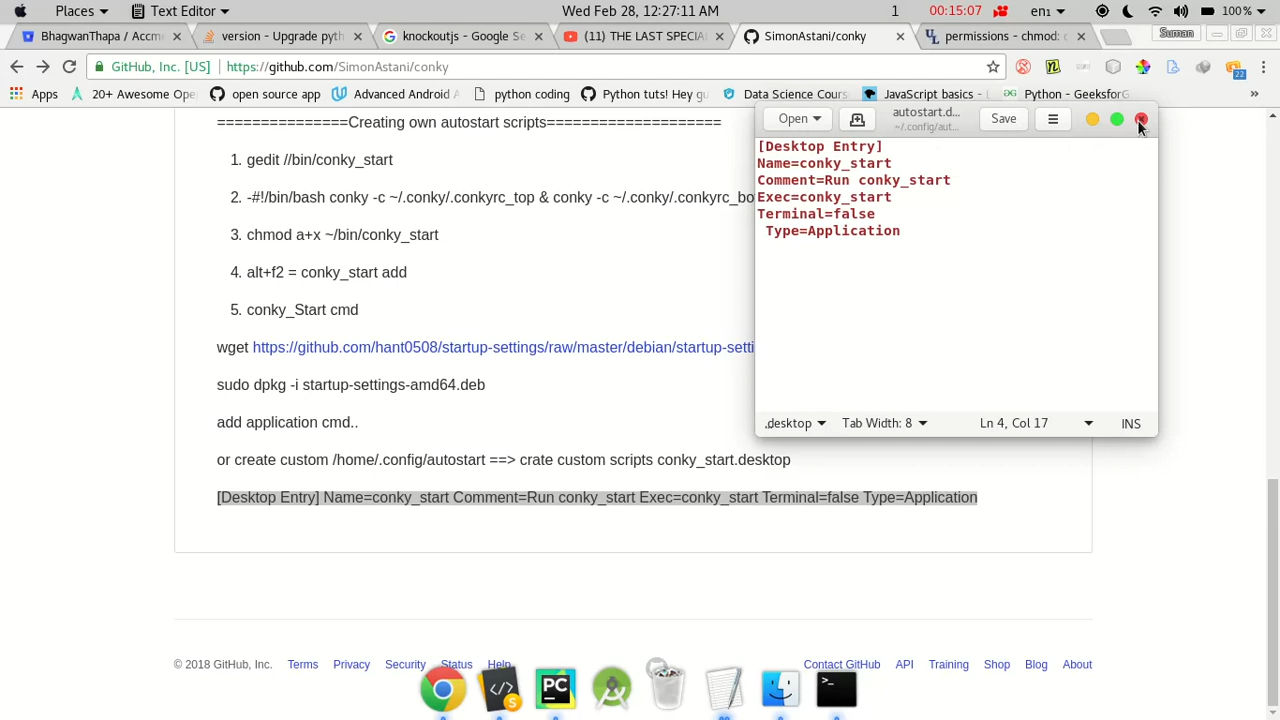 Places
Text Editor
Wed Feb 28, 12:27:11 AM
1
00:15:07
en1
100%
BhagwanThapa / Accm
version - Upgrade pyth
knockoutjs - Google Se
(11) THE LAST SPECIAL
SimonAstani/conky
permissions - chmod: c
Suman
GitHub, Inc. [US]
https://github.com/SimonAstani/conky
22
Apps
20+ Awesome Open
open source app
Advanced Android A
python coding
Python tuts! Hey gu
Data Science Cours
JavaScript basics - L
Python - GeeksforG
»
===============Creating own autostart scripts====================
1. gedit //bin/conky_start
2. -#!/bin/bash conky -c ~/.conky/.conkyrc_top & conky -c ~/.conky/.conkyrc_bo
3. chmod a+x ~/bin/conky_start
4. alt+f2 = conky_start add
5. conky_Start cmd
wget https://github.com/hant0508/startup-settings/raw/master/debian/startup-setti
sudo dpkg -i startup-settings-amd64.deb
add application cmd..
or create custom /home/.config/autostart ==> crate custom scripts conky_start.desktop
[Desktop Entry] Name=conky_start Comment=Run conky_start Exec=conky_start Terminal=false Type=Application
Open
autostart.d...
~/.config/aut...
Save
[Desktop Entry]
Name=conky_start
Comment=Run conky_start
Exec=conky_start
Terminal=false
Type=Application
.desktop
Tab Width: 8
Ln 4, Col 17
INS
© 2018 GitHub, Inc.
Terms
Privacy
Security
Status
Help
Contact GitHub
API
Training
Shop
Blog
About
PC
>_